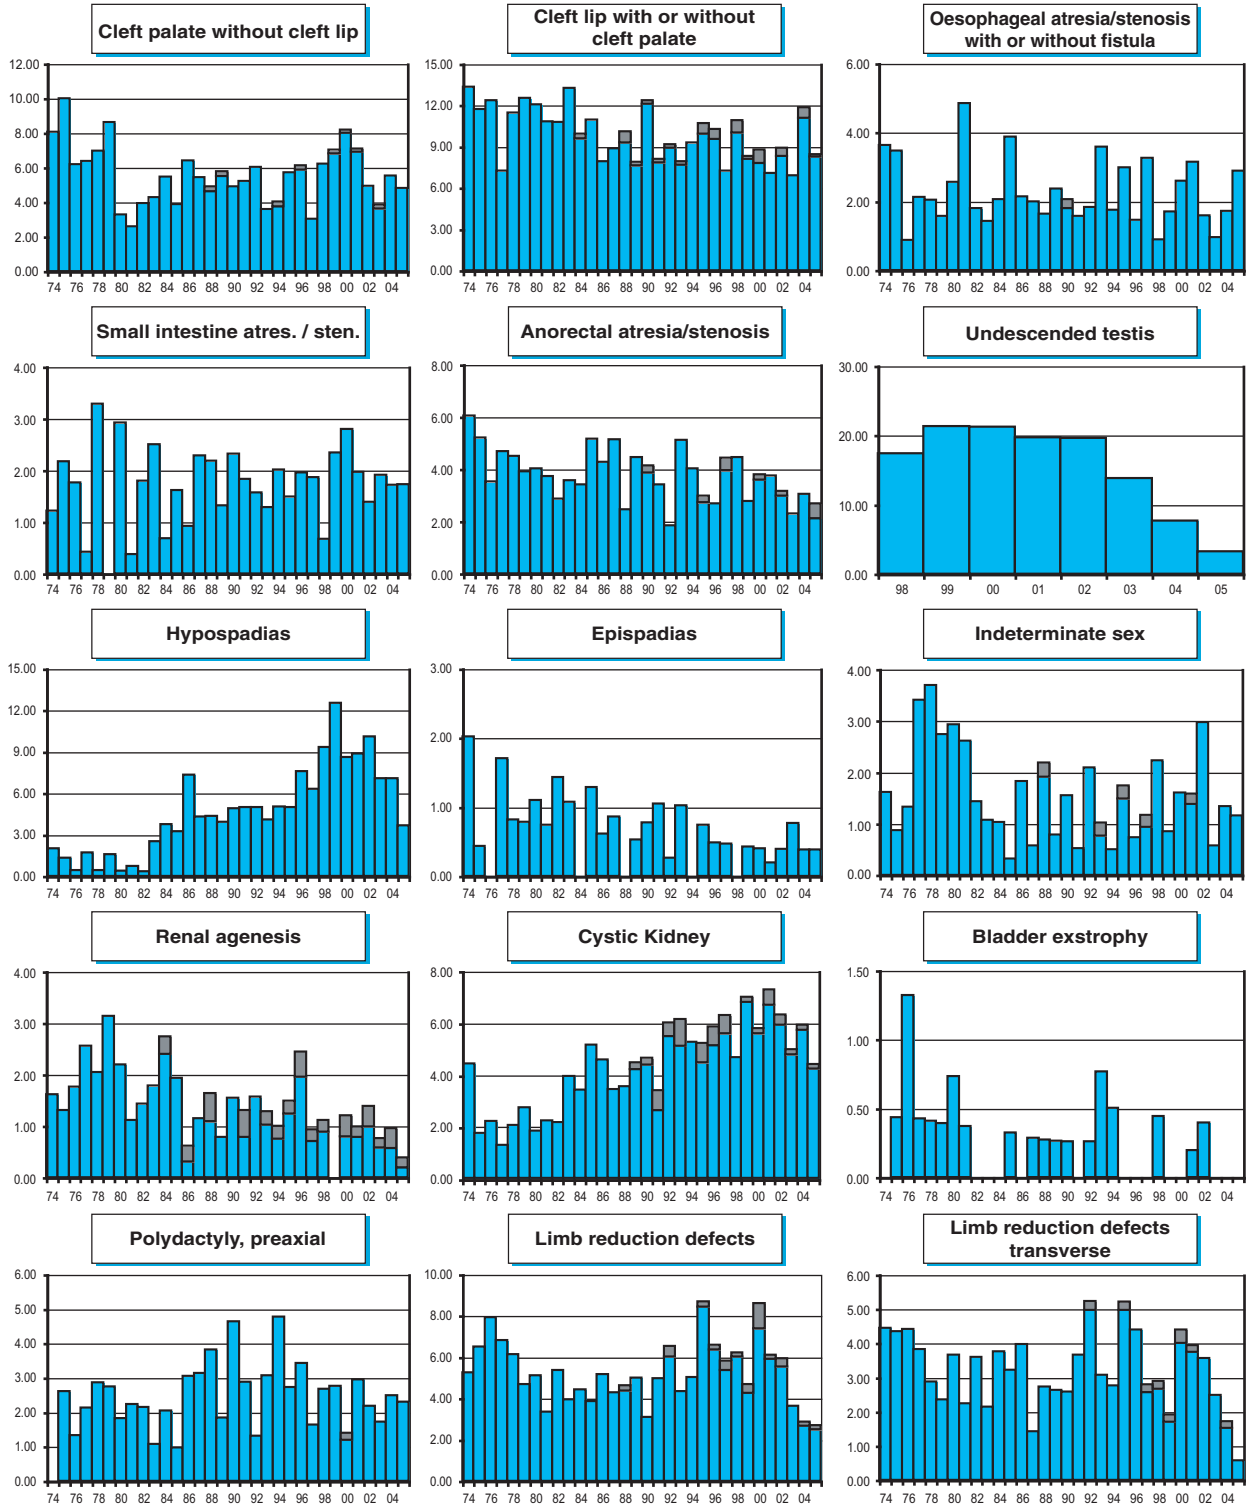 Cleft palate without cleft lip
12.00
10.00
8.00
6.00
4.00
2.00
0.00
74 76 78 80 82 84 86 88 90 92 94 96 98 00 02 04
Cleft lip with or without
cleft palate
15.00
12.00
9.00
6.00
3.00
0.00
74 76 78 80 82 84 86 88 90 92 94 96 98 00 02 04
Oesophageal atresia/stenosis
with or without fistula
6.00
4.00
2.00
0.00
74 76 78 80 82 84 86 88 90 92 94 96 98 00 02 04
Small intestine atres. / sten.
4.00
3.00
2.00
1.00
0.00
74 76 78 80 82 84 86 88 90 92 94 96 98 00 02 04
Anorectal atresia/stenosis
8.00
6.00
4.00
2.00
0.00
74 76 78 80 82 84 86 88 90 92 94 96 98 00 02 04
Undescended testis
30.00
20.00
10.00
0.00
98 99 00 01 02 03 04 05
Hypospadias
15.00
12.00
9.00
6.00
3.00
0.00
74 76 78 80 82 84 86 88 90 92 94 96 98 00 02 04
Epispadias
3.00
2.00
1.00
0.00
74 76 78 80 82 84 86 88 90 92 94 96 98 00 02 04
Indeterminate sex
4.00
3.00
2.00
1.00
0.00
74 76 78 80 82 84 86 88 90 92 94 96 98 00 02 04
Renal agenesis
4.00
3.00
2.00
1.00
0.00
74 76 78 80 82 84 86 88 90 92 94 96 98 00 02 04
Cystic Kidney
8.00
6.00
4.00
2.00
0.00
74 76 78 80 82 84 86 88 90 92 94 96 98 00 02 04
Bladder exstrophy
1.50
1.00
0.50
0.00
74 76 78 80 82 84 86 88 90 92 94 96 98 00 02 04
Polydactyly, preaxial
6.00
5.00
4.00
3.00
2.00
1.00
0.00
74 76 78 80 82 84 86 88 90 92 94 96 98 00 02 04
Limb reduction defects
10.00
8.00
6.00
4.00
2.00
0.00
74 76 78 80 82 84 86 88 90 92 94 96 98 00 02 04
Limb reduction defects
transverse
6.00
5.00
4.00
3.00
2.00
1.00
0.00
74 76 78 80 82 84 86 88 90 92 94 96 98 00 02 04